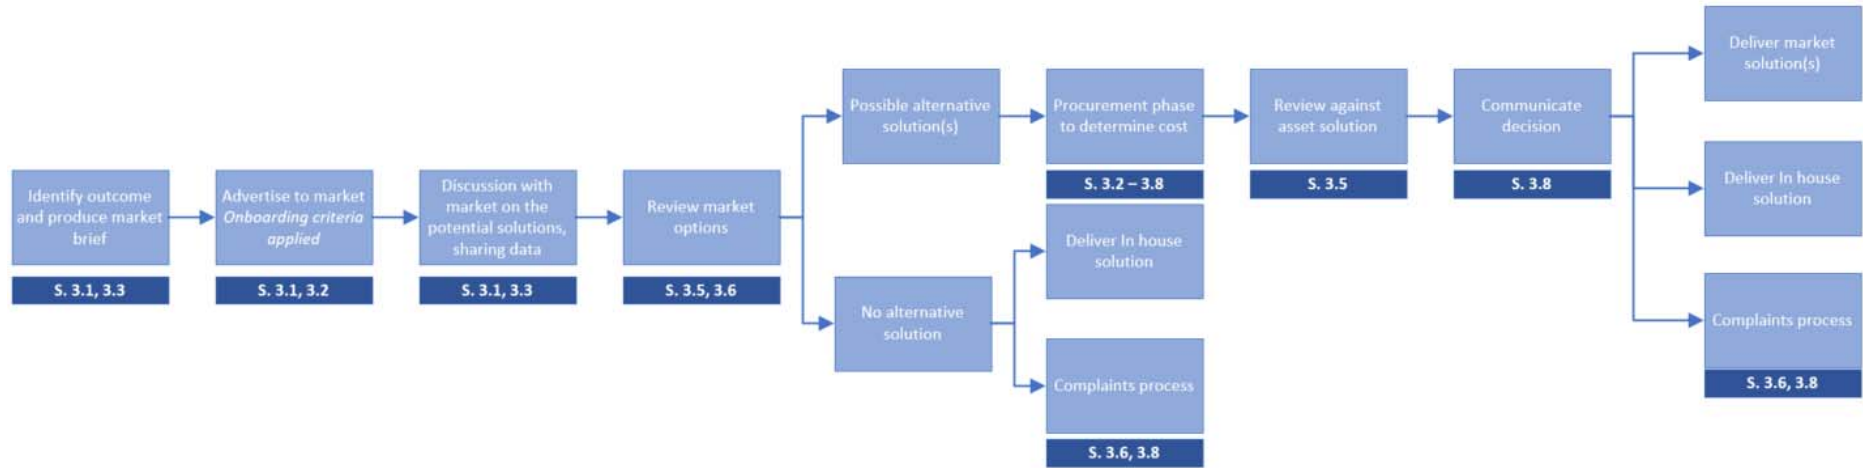 Identify outcome
and produce market
brief
S. 3.1, 3.3
Advertise to market
Onboarding criteria
applied
S. 3.1, 3.2
Discussion with
market on the
potential solutions,
sharing data
S. 3.1, 3.3
Review market
options
S. 3.5, 3.6
Possible alternative
solution(s)
Procurement phase
to determine cost
S. 3.2 – 3.8
Review against
asset solution
S. 3.5
Communicate
decision
S. 3.8
Deliver market
solution(s)
Deliver In house
solution
Complaints process
S. 3.6, 3.8
No alternative
solution
Deliver In house
solution
Complaints process
S. 3.6, 3.8